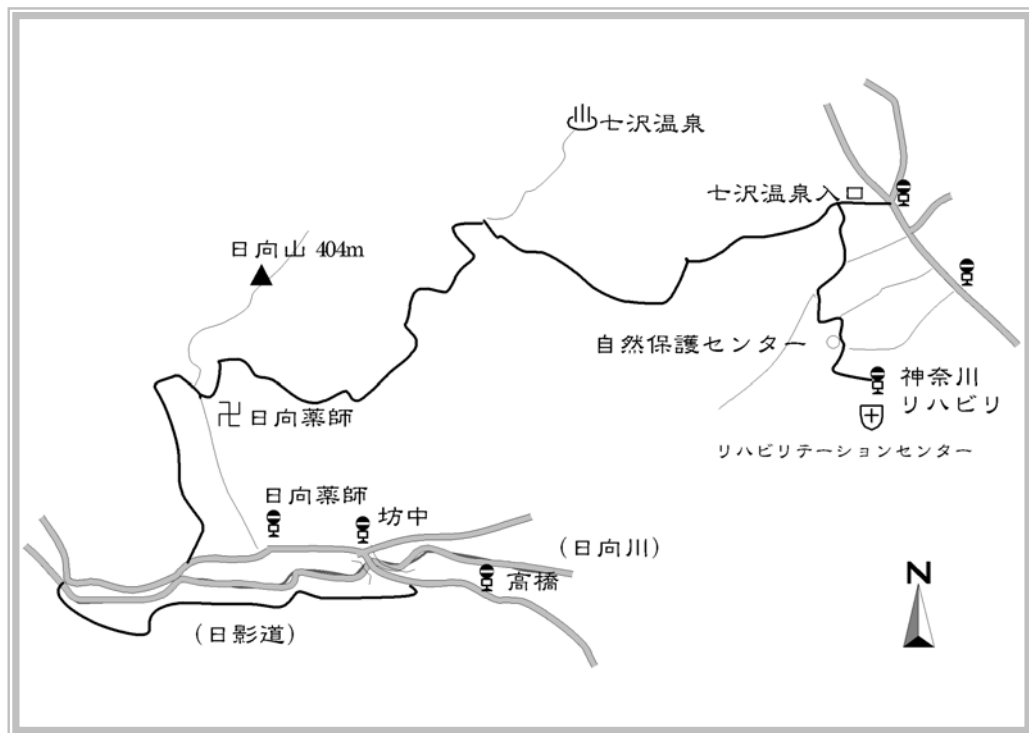 七沢温泉
七沢温泉入口
日向山 404m
自然保護センター
神奈川
リハビリ
卍日向薬師
リハビリテーションセンター
日向薬師
坊中
(日向川)
高橋
(日影道)
N